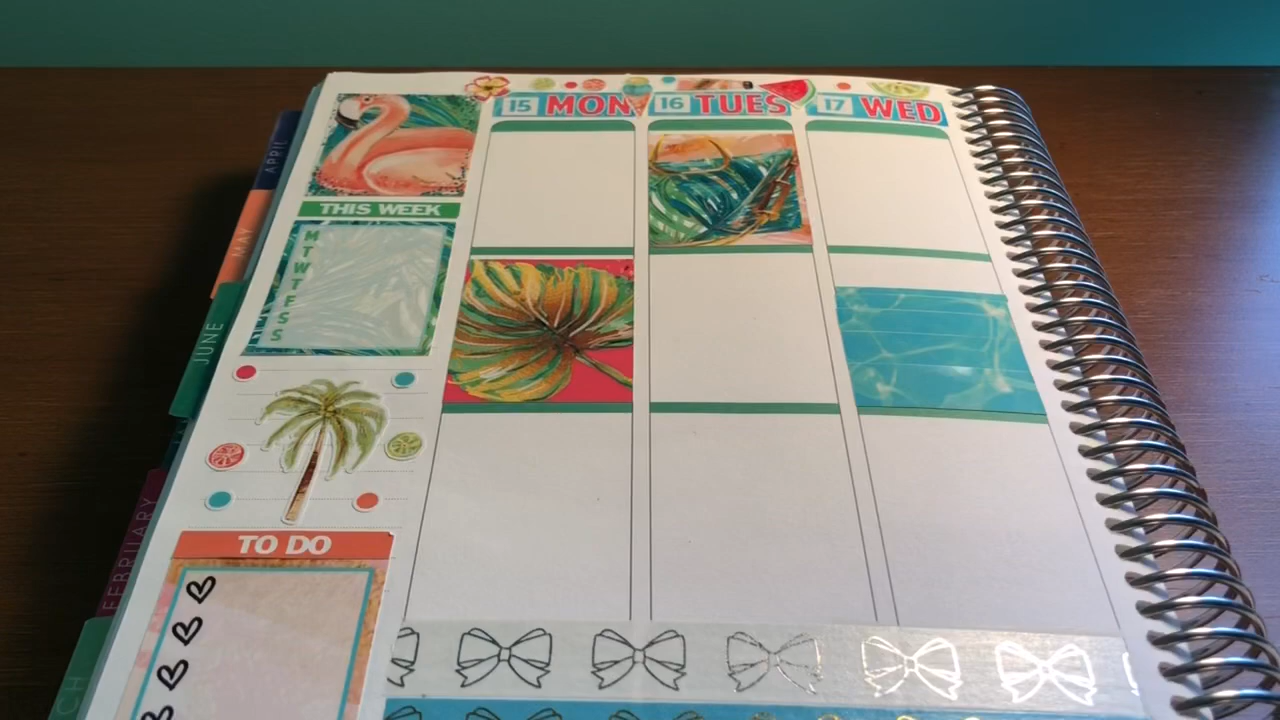 15 MON 16 TUES 17 WED
THIS WEEK
M
T
W
T
F
S
S
TO DO
APRIL
MAY
JUNE
FEBRUARY